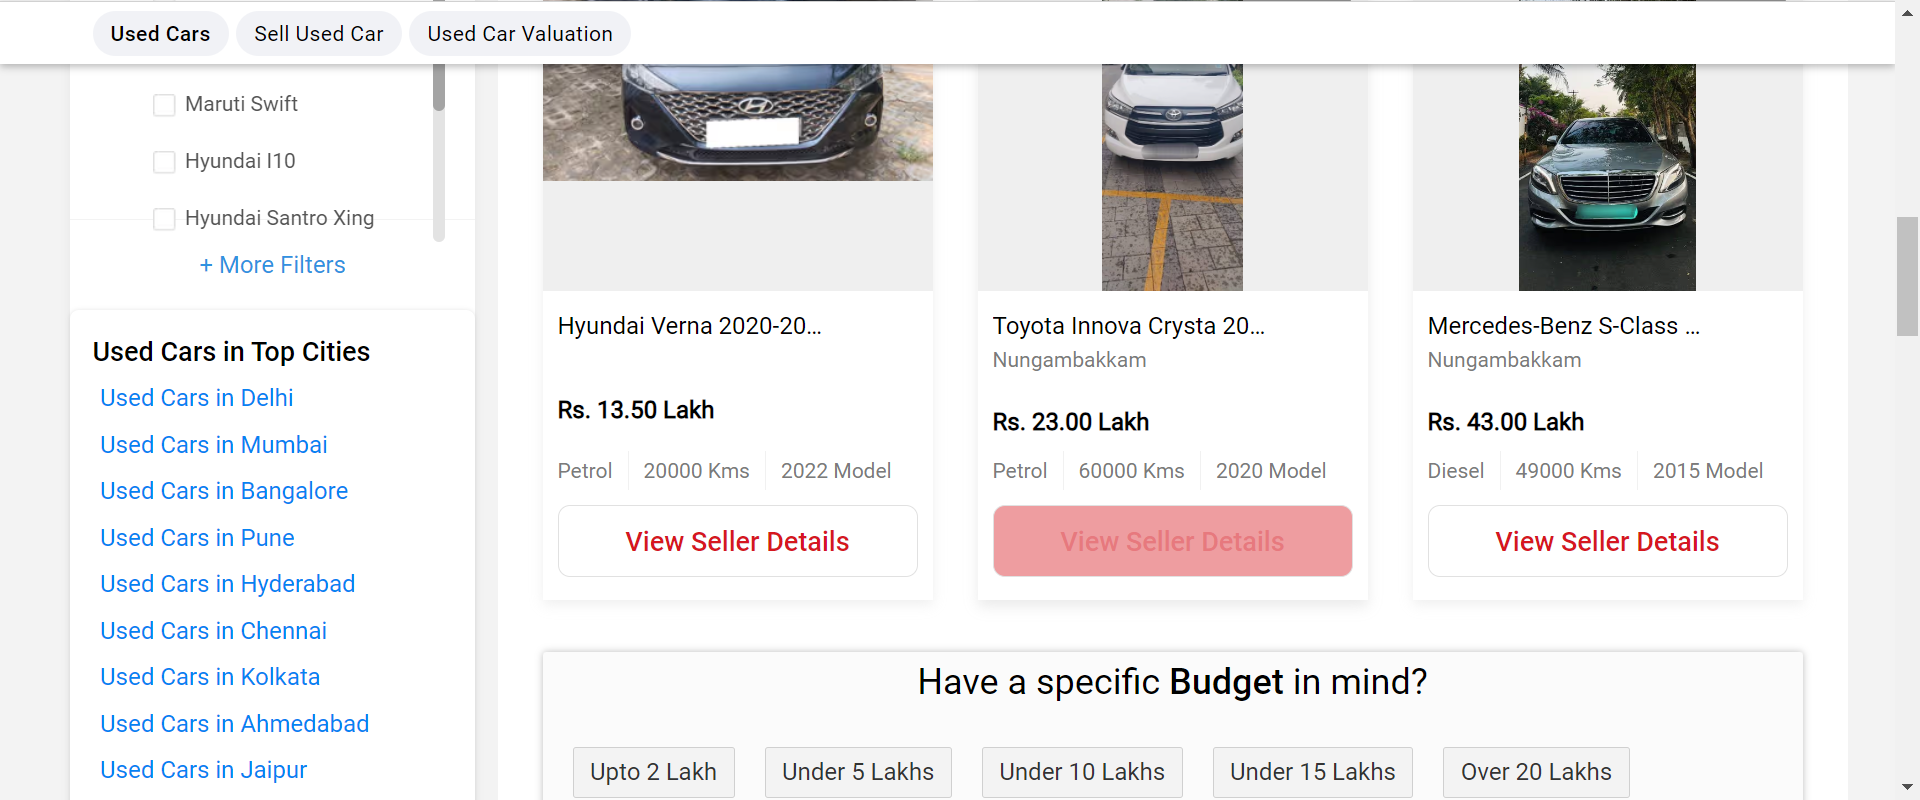 Used Cars
Sell Used Car
Used Car Valuation
Maruti Swift
Hyundai I10
Hyundai Santro Xing
+ More Filters
Used Cars in Top Cities
Used Cars in Delhi
Used Cars in Mumbai
Used Cars in Bangalore
Used Cars in Pune
Used Cars in Hyderabad
Used Cars in Chennai
Used Cars in Kolkata
Used Cars in Ahmedabad
Used Cars in Jaipur
Hyundai Verna 2020-20...
Rs. 13.50 Lakh
Petrol
20000 Kms
2022 Model
View Seller Details
Toyota Innova Crysta 20...
Nungambakkam
Rs. 23.00 Lakh
Petrol
60000 Kms
2020 Model
View Seller Details
Mercedes-Benz S-Class ...
Nungambakkam
Rs. 43.00 Lakh
Diesel
49000 Kms
2015 Model
View Seller Details
Have a specific Budget in mind?
Upto 2 Lakh
Under 5 Lakhs
Under 10 Lakhs
Under 15 Lakhs
Over 20 Lakhs